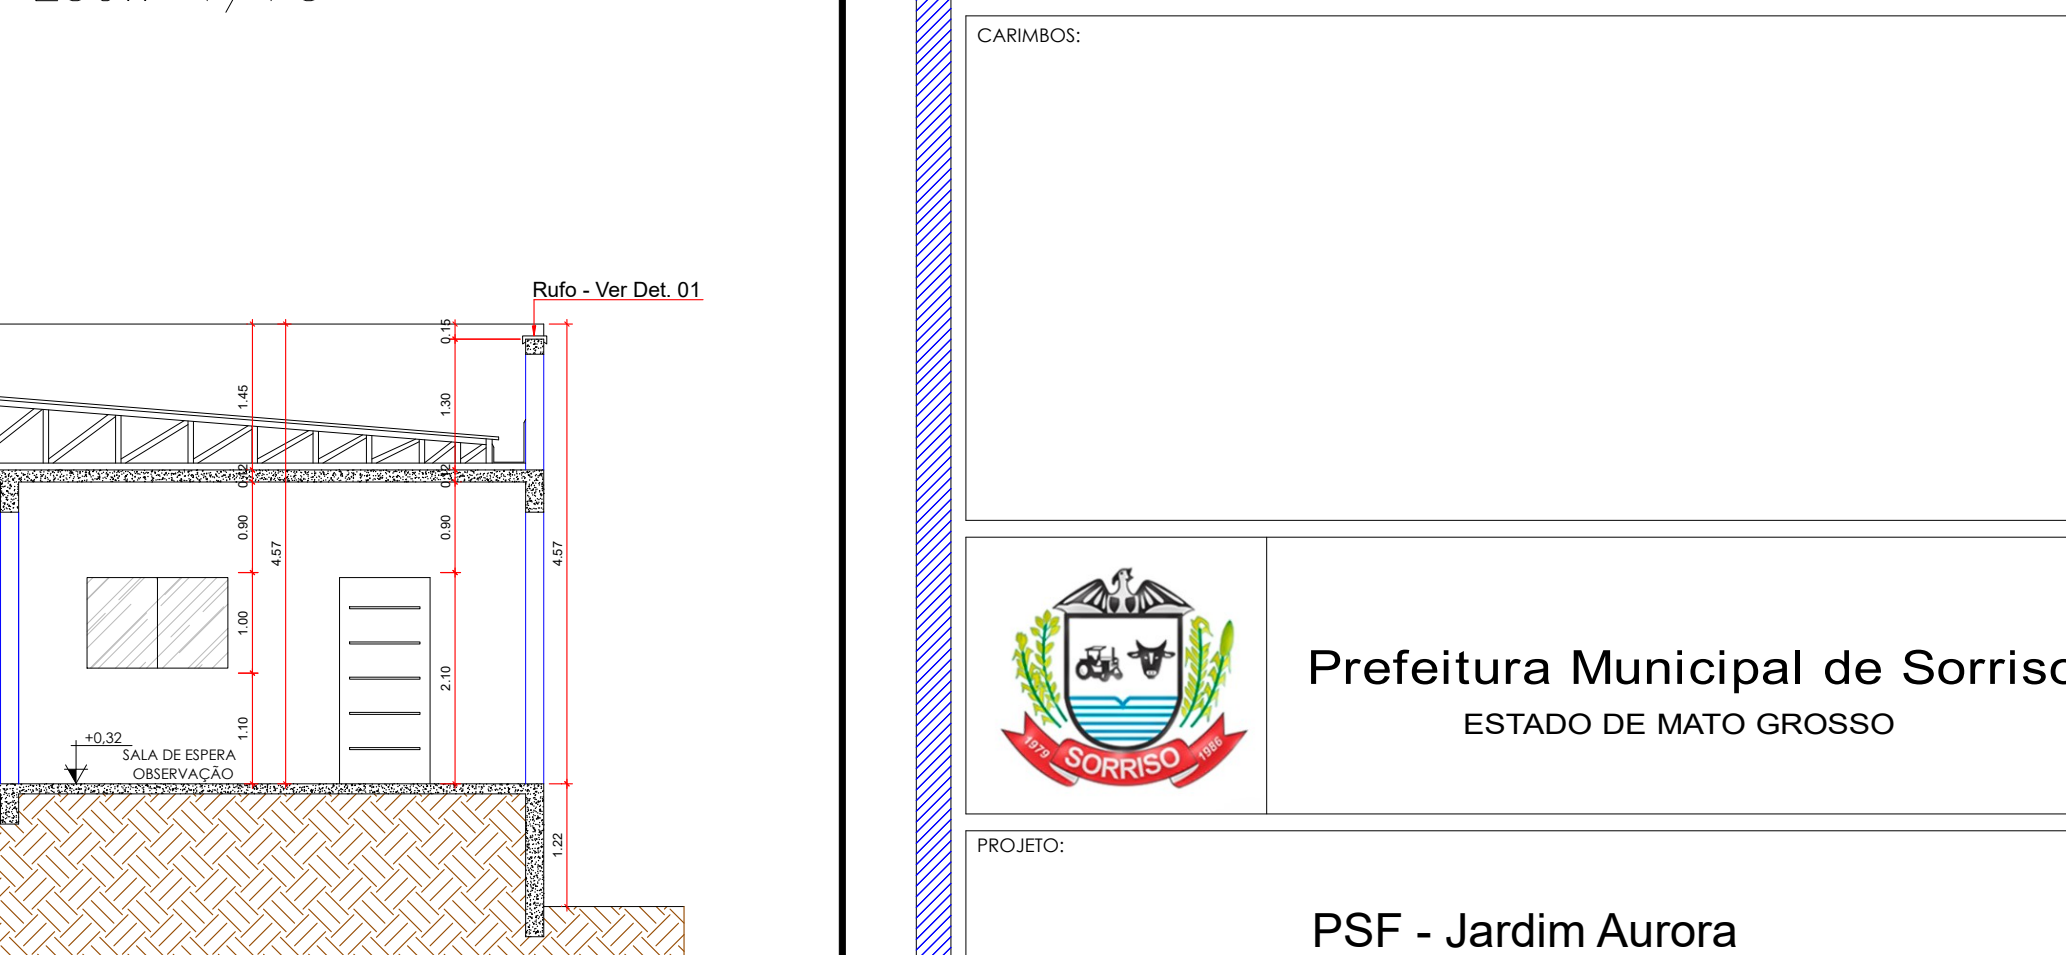 Rufo - Ver Det. 01
0.15
1.45
1.30
0.12
0.12
0.90
0.90
4.57
4.57
1.00
2.10
1.10
+0,32
SALA DE ESPERA
OBSERVAÇÃO
1.22
CARIMBOS:
1979
SORRISO
1986
Prefeitura Municipal de Sorriso
ESTADO DE MATO GROSSO
PROJETO:
PSF - Jardim Aurora